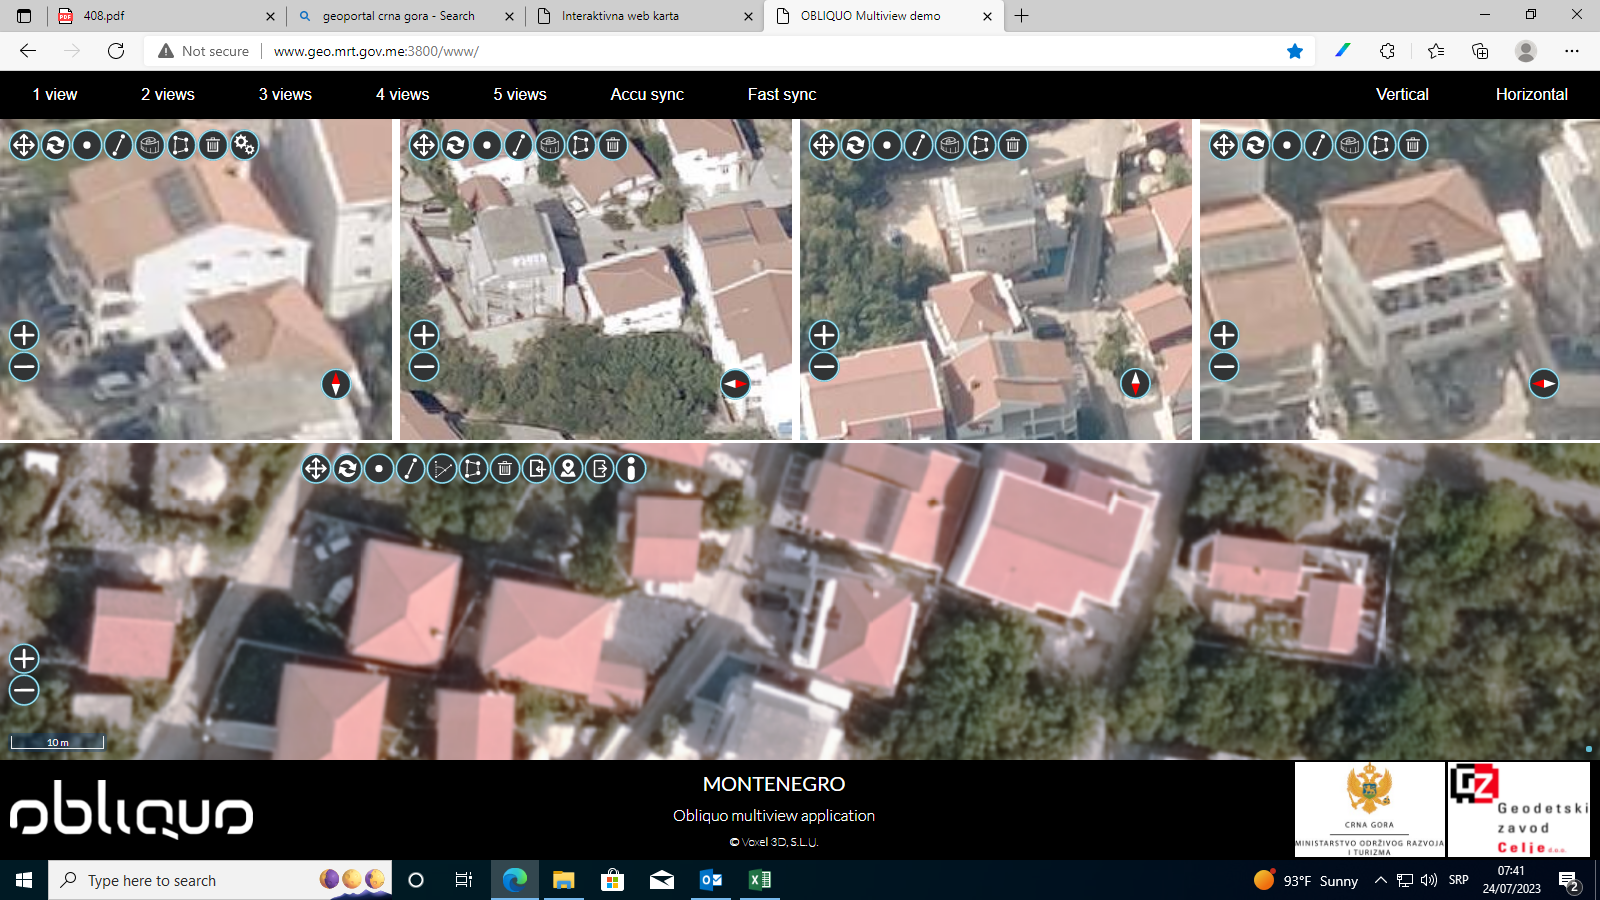 408.pdf
geoportal crna gora - Search
Interaktivna web karta
OBLIQUO Multiview demo
Not secure
www.geo.mrt.gov.me:3800/www/
1 view
2 views
3 views
4 views
5 views
Accu sync
Fast sync
Vertical
Horizontal
10 m
obliquo
MONTENEGRO
Obliquo multiview application
© Voxel 3D, S.L.U.
CRNA GORA
MINISTARSTVO ODRŽIVOG RAZVOJA
I TURIZMA
GZ
Geodetski
zavod
Celje d.o.o.
Type here to search
93°F Sunny
SRP
07:41
24/07/2023
2